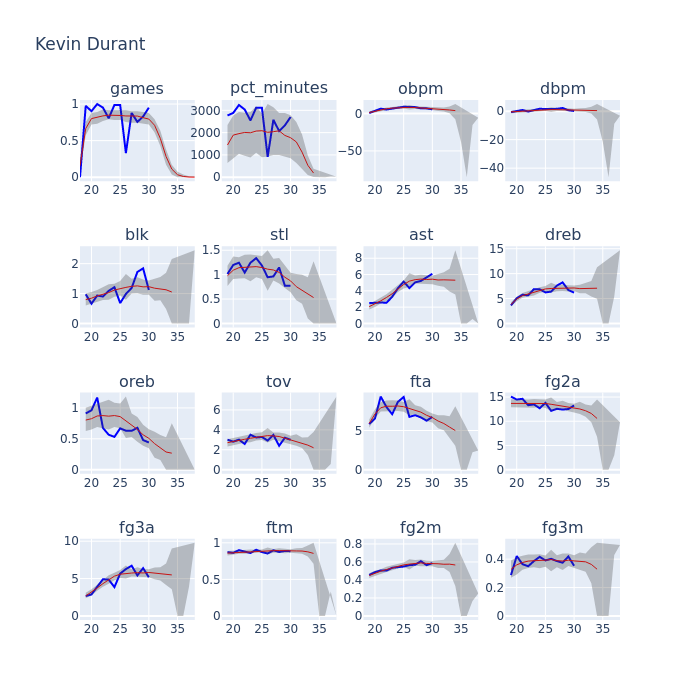 Kevin Durant
games pct_minutes obpm dbpm
1 0.5 0 20 25 30 35
3000 2000 1000 0 20 25 30 35
0 −50 20 25 30 35
0 −20 −40 20 25 30 35
blk stl ast dreb
2 1 0 20 25 30 35
1.5 1 0.5 0 20 25 30 35
8 6 4 2 0 20 25 30 35
15 10 5 0 20 25 30 35
oreb tov fta fg2a
1 0.5 0 20 25 30 35
6 4 2 0 20 25 30 35
5 0 20 25 30 35
15 10 5 0 20 25 30 35
fg3a ftm fg2m fg3m
10 5 0 20 25 30 35
1 0.5 0 20 25 30 35
0.8 0.6 0.4 0.2 0 20 25 30 35
0.4 0.2 0 20 25 30 35